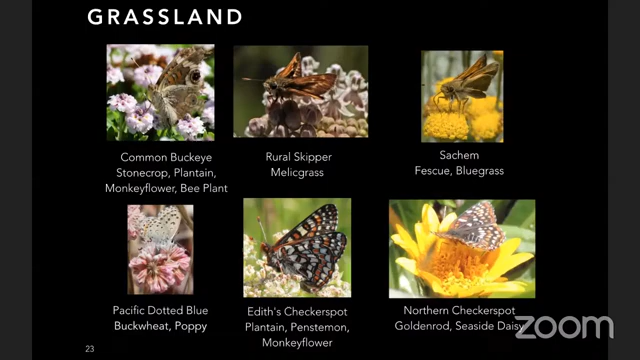 GRASSLAND
Common Buckeye
Stonecrop, Plantain,
Monkeyflower, Bee Plant
Rural Skipper
Melicgrass
Sachem
Fescue, Bluegrass
Pacific Dotted Blue
Buckwheat, Poppy
Edith's Checkerspot
Plantain, Penstemon,
Monkeyflower
Northern Checkerspot
Goldenrod, Seaside Daisy
zoom
23